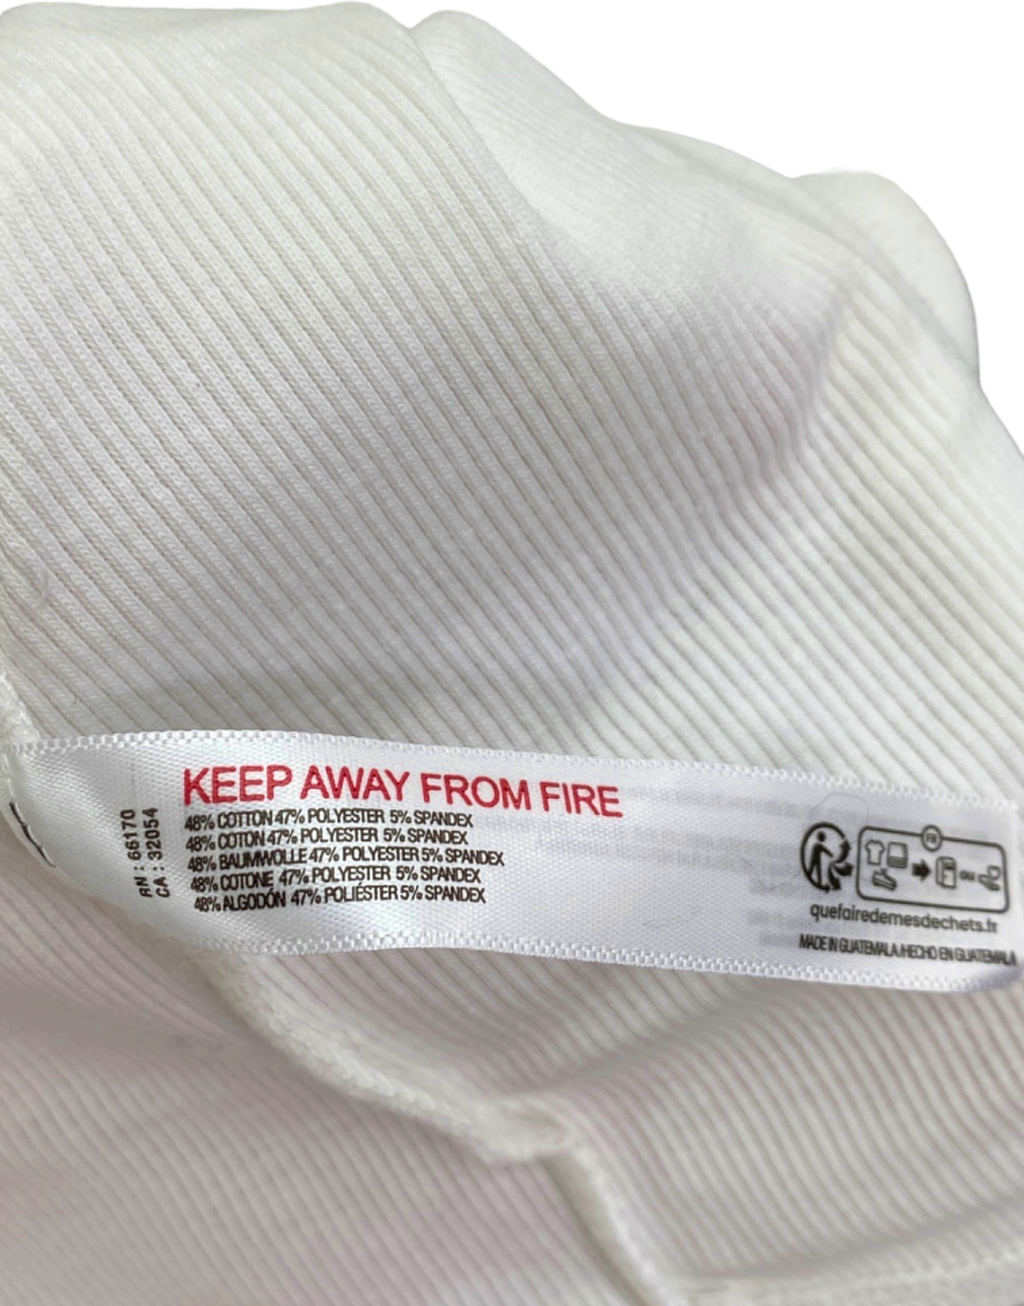 KEEP AWAY FROM FIRE
48% COTTON 47% POLYESTER 5% SPANDEX
48% COTON 47% POLYESTER 5% SPANDEX
48% BAUMWOLLE 47% POLYESTER 5% SPANDEX
48% COTONE 47% POLYESTER 5% SPANDEX
48% ALGODÓN 47% POLIÉSTER 5% SPANDEX
RN : 66170
CA : 32054
FR
ou
quefairedemesdechets.fr
MADE IN GUATEMALA/HECHO EN GUATEMALA